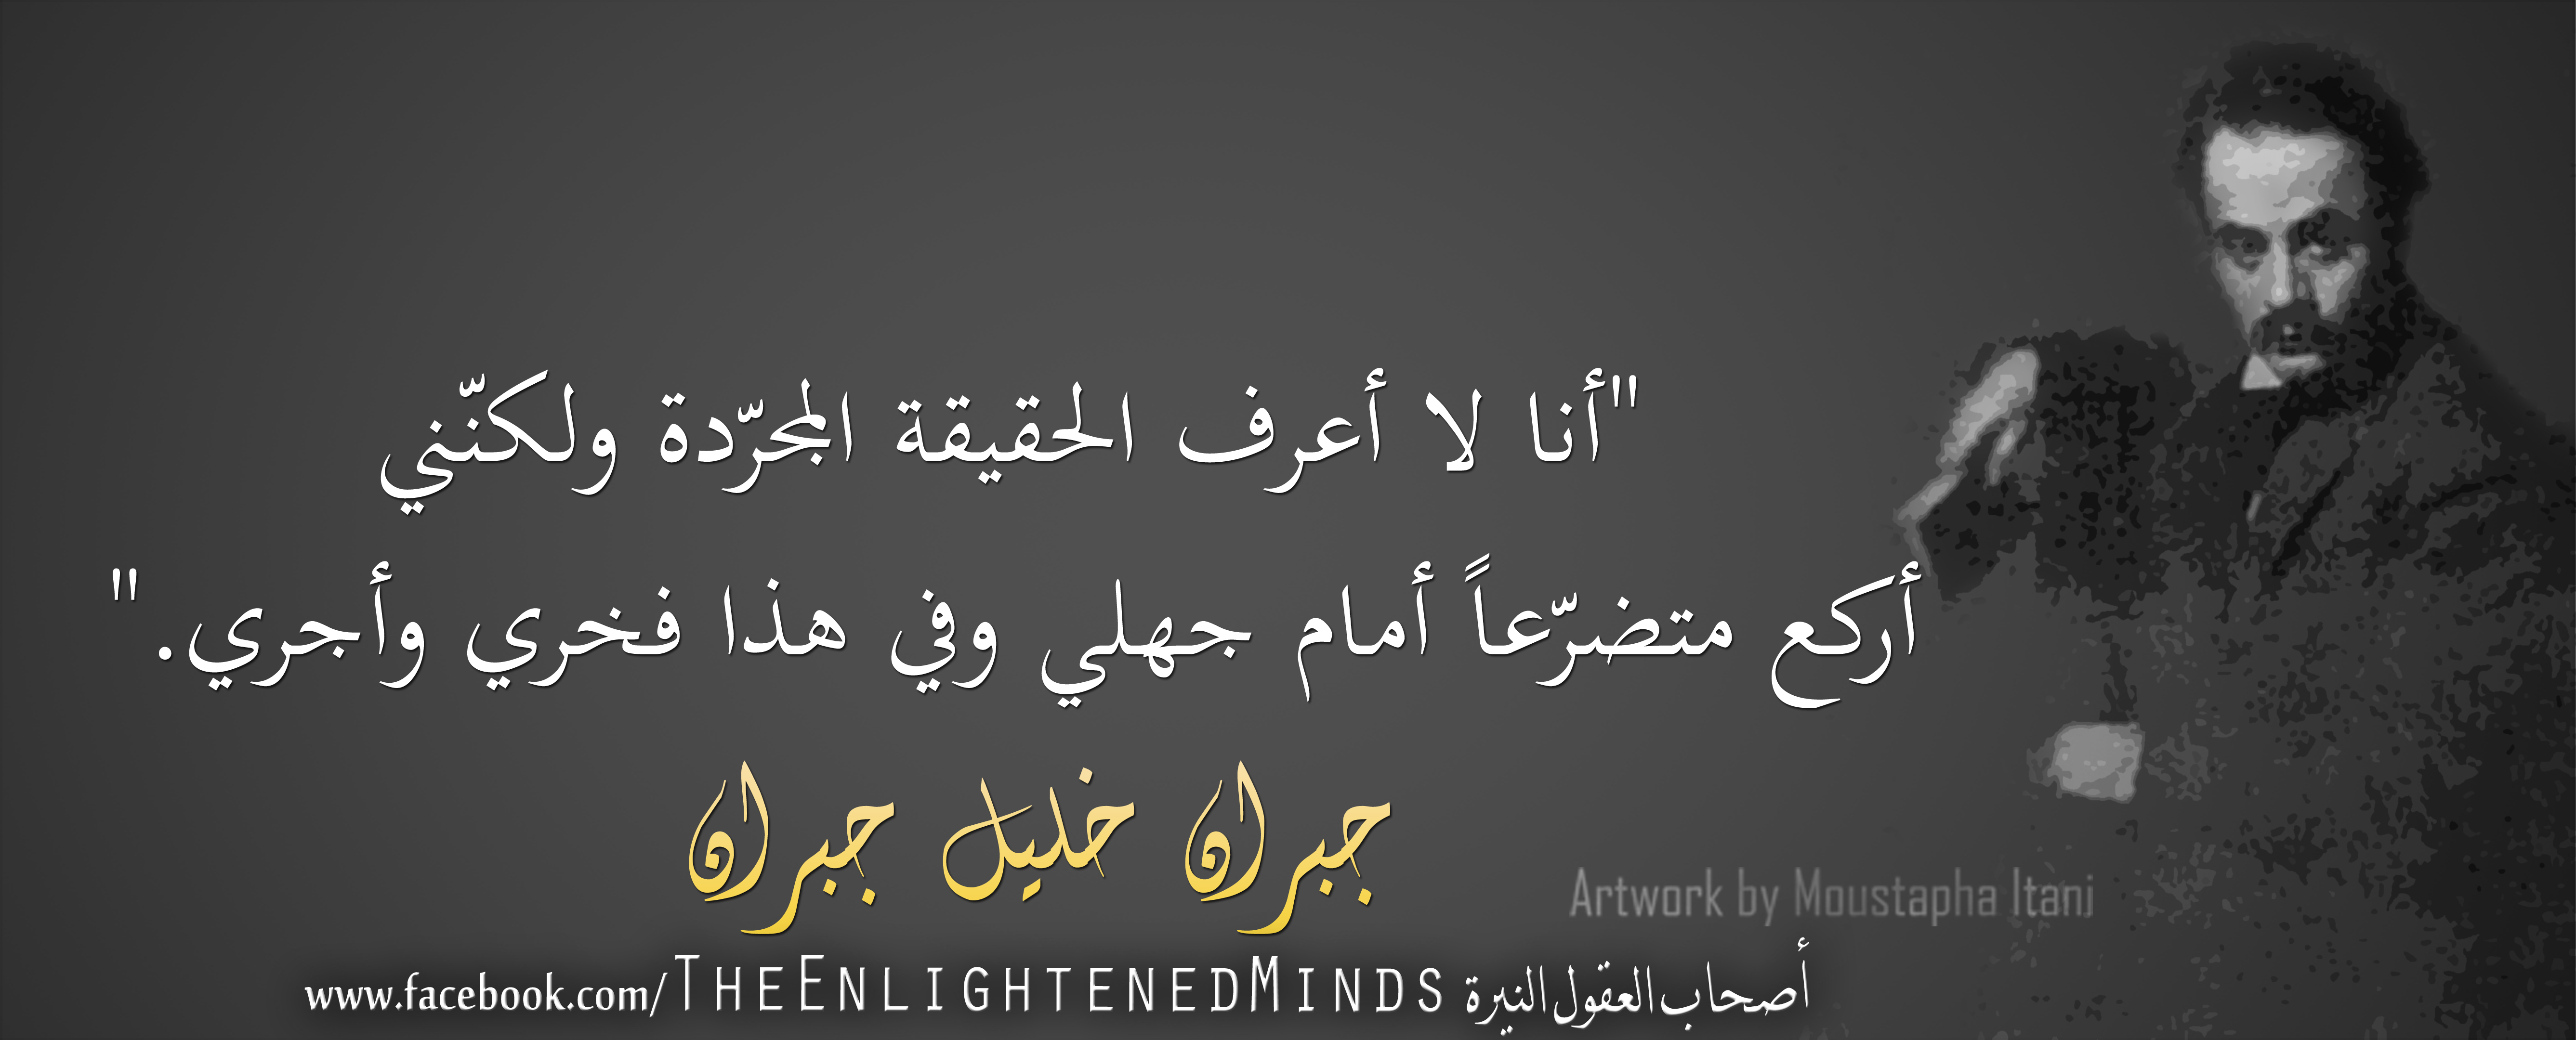 "أنا لا أعرف الحقيقة المجرّدة ولكنّني
أركع متضرّعاً أمام جهلي وفي هذا فخري وأجري."
جبران خليل جبران
Artwork by Moustapha Itani
www.facebook.com/THEENLIGHTENEDMINDS أصحاب العقول النيرة